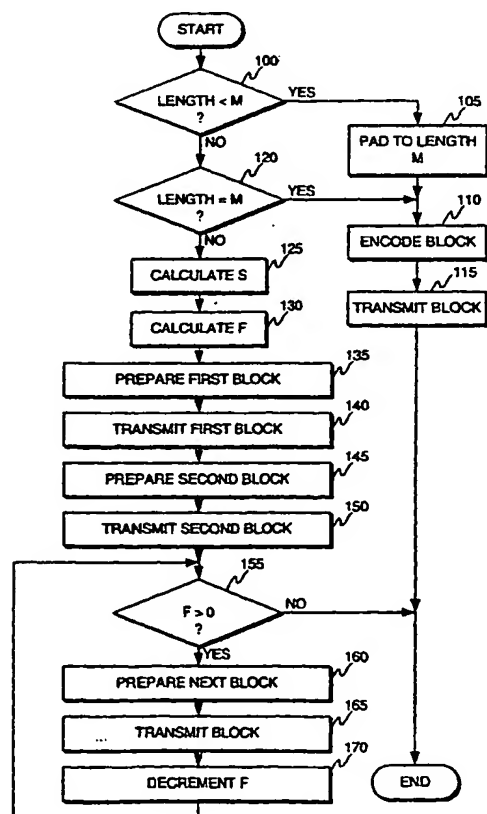 START
100
LENGTH < M
?
YES
NO
105
PAD TO LENGTH
M
120
LENGTH = M
?
YES
NO
110
ENCODE BLOCK
115
TRANSMIT BLOCK
125
CALCULATE S
130
CALCULATE F
135
PREPARE FIRST BLOCK
140
TRANSMIT FIRST BLOCK
145
PREPARE SECOND BLOCK
150
TRANSMIT SECOND BLOCK
155
F > 0
?
NO
YES
160
PREPARE NEXT BLOCK
165
TRANSMIT BLOCK
170
DECREMENT F
END